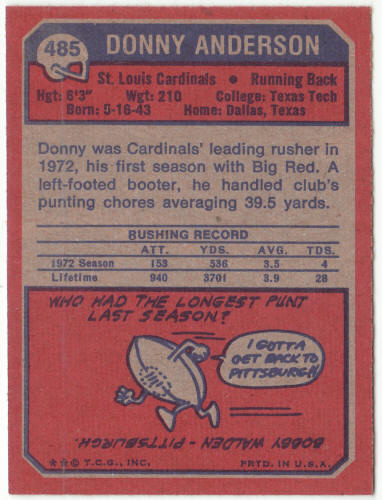 485
DONNY ANDERSON
St. Louis Cardinals ● Running Back
Hgt: 6'3" Wgt: 210 College: Texas Tech
Born: 5-16-43 Home: Dallas, Texas
Donny was Cardinals' leading rusher in
1972, his first season with Big Red. A
left-footed booter, he handled club's
punting chores averaging 39.5 yards.
RUSHING RECORD
ATT. YDS. AVG. TDS.
1972 Season 153 536 3.5 4
Lifetime 940 3701 3.9 28
WHO HAD THE LONGEST PUNT
LAST SEASON?
I GOTTA
GET BACK TO
PITTSBURGH!
BOBBY WALDEN - PITTSBURGH.
★★ © T.C.G., INC. PRTD. IN U.S.A.